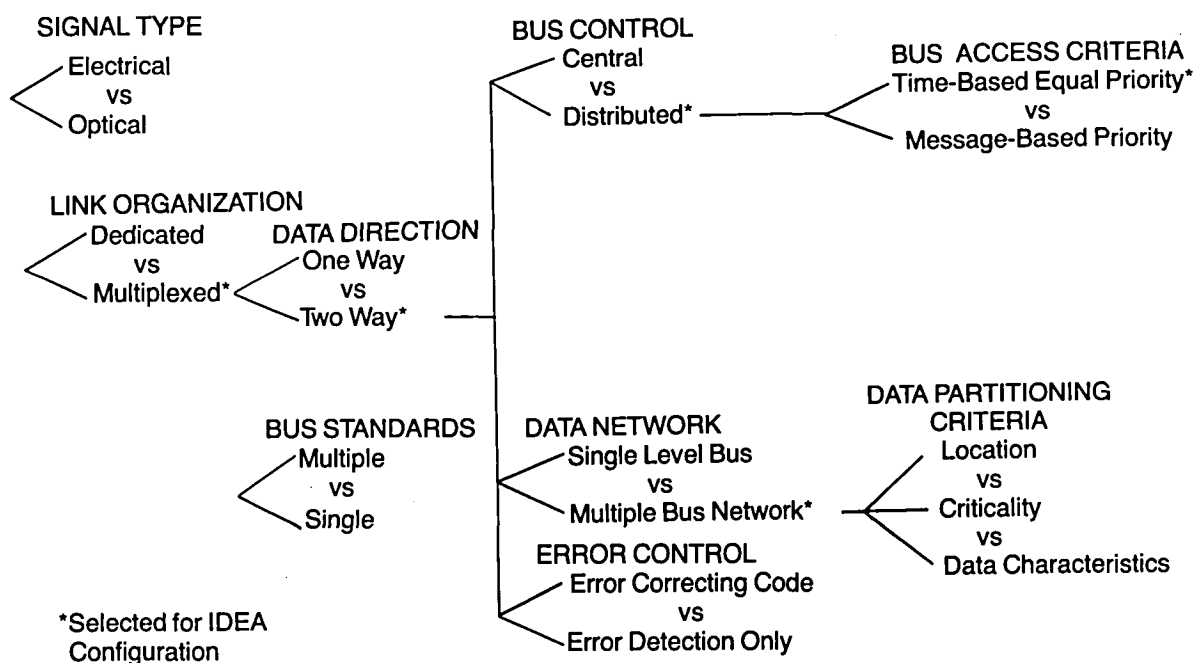 SIGNAL TYPE
Electrical
vs
Optical
LINK ORGANIZATION
Dedicated
vs
Multiplexed*
DATA DIRECTION
One Way
vs
Two Way*
BUS STANDARDS
Multiple
vs
Single
BUS CONTROL
Central
vs
Distributed*
BUS ACCESS CRITERIA
Time-Based Equal Priority*
vs
Message-Based Priority
DATA NETWORK
Single Level Bus
vs
Multiple Bus Network*
DATA PARTITIONING
CRITERIA
Location
vs
Criticality
vs
Data Characteristics
ERROR CONTROL
Error Correcting Code
vs
Error Detection Only
*Selected for IDEA
Configuration